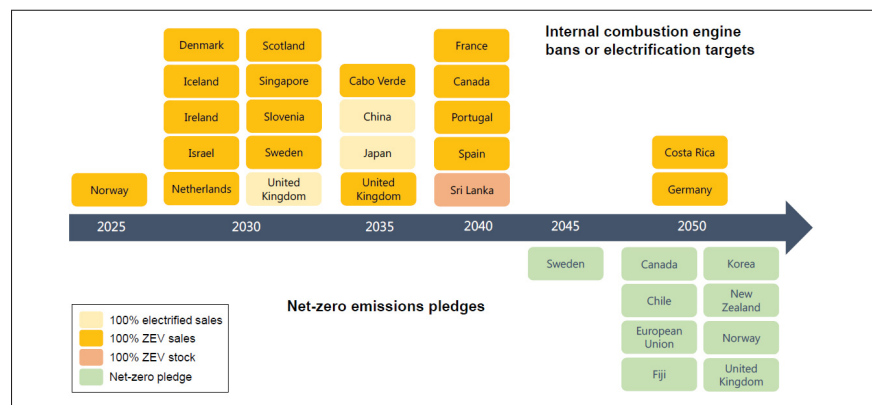 Internal combustion engine
bans or electrification targets
Denmark
Scotland
France
Iceland
Singapore
Cabo Verde
Canada
Ireland
Slovenia
China
Portugal
Israel
Sweden
Japan
Spain
Costa Rica
Norway
Netherlands
United
Kingdom
United
Kingdom
Sri Lanka
Germany
2025
2030
2035
2040
2045
2050
Sweden
Canada
Korea
Net-zero emissions pledges
Chile
New
Zealand
European
Union
Norway
Fiji
United
Kingdom
100% electrified sales
100% ZEV sales
100% ZEV stock
Net-zero pledge